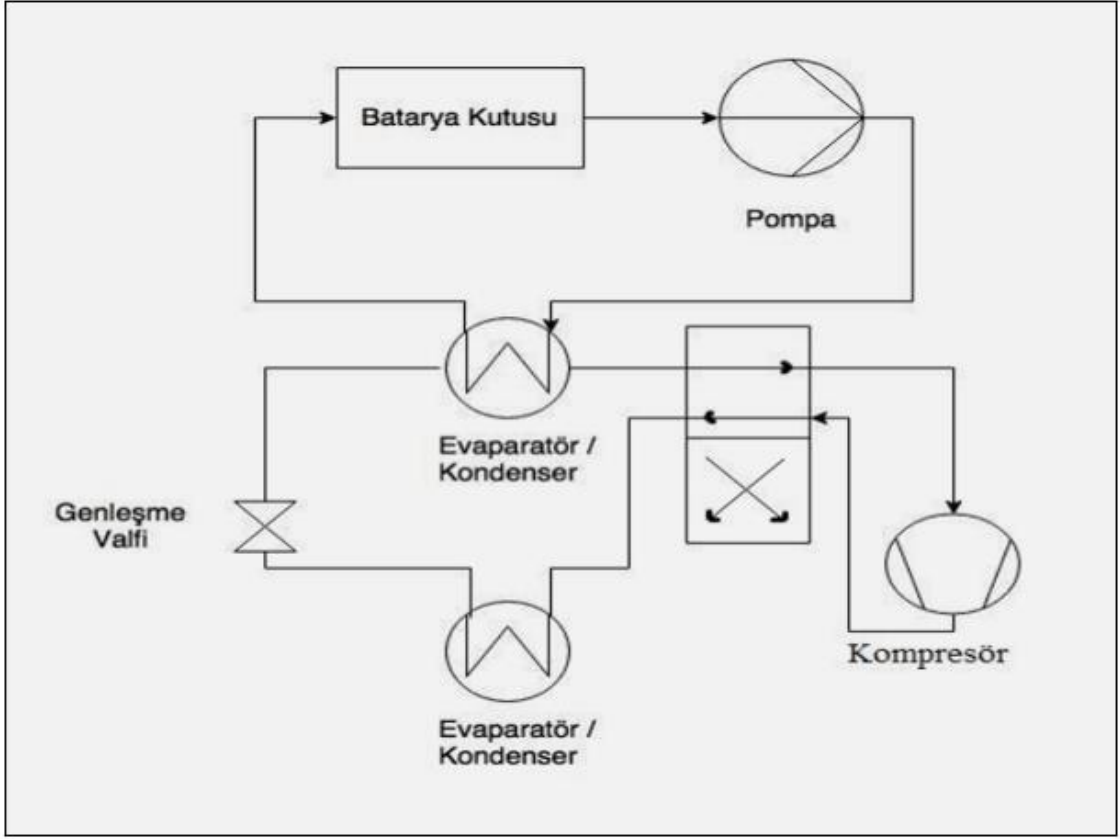 Batarya Kutusu
Pompa
Evaparatör /
Kondenser
Genleşme
Valfi
Kompresör
Evaparatör /
Kondenser